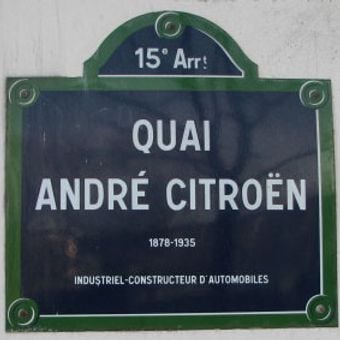 15e Arrt
QUAI
ANDRÉ CITROËN
1878-1935
INDUSTRIEL-CONSTRUCTEUR D'AUTOMOBILES